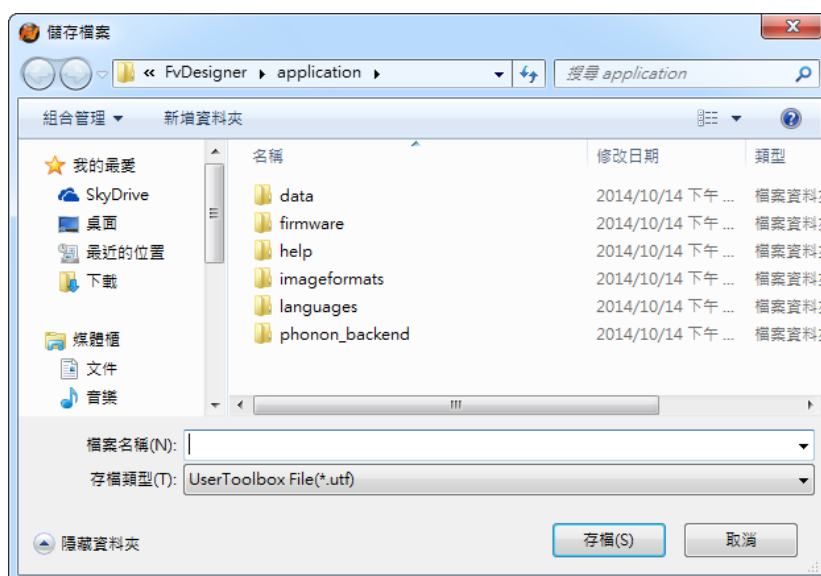 儲存檔案
« FvDesigner application
搜尋 application
組合管理 新增資料夾
名稱 修改日期 類型
我的最愛
SkyDrive
桌面
最近的位置
下載
媒體櫃
文件
音樂
data 2014/10/14 下午 ... 檔案資料
firmware 2014/10/14 下午 ... 檔案資料
help 2014/10/14 下午 ... 檔案資料
imageformats 2014/10/14 下午 ... 檔案資料
languages 2014/10/14 下午 ... 檔案資料
phonon_backend 2014/10/14 下午 ... 檔案資料
檔案名稱(N):
存檔類型(T): UserToolbox File(*.utf)
隱藏資料夾
存檔(S) 取消